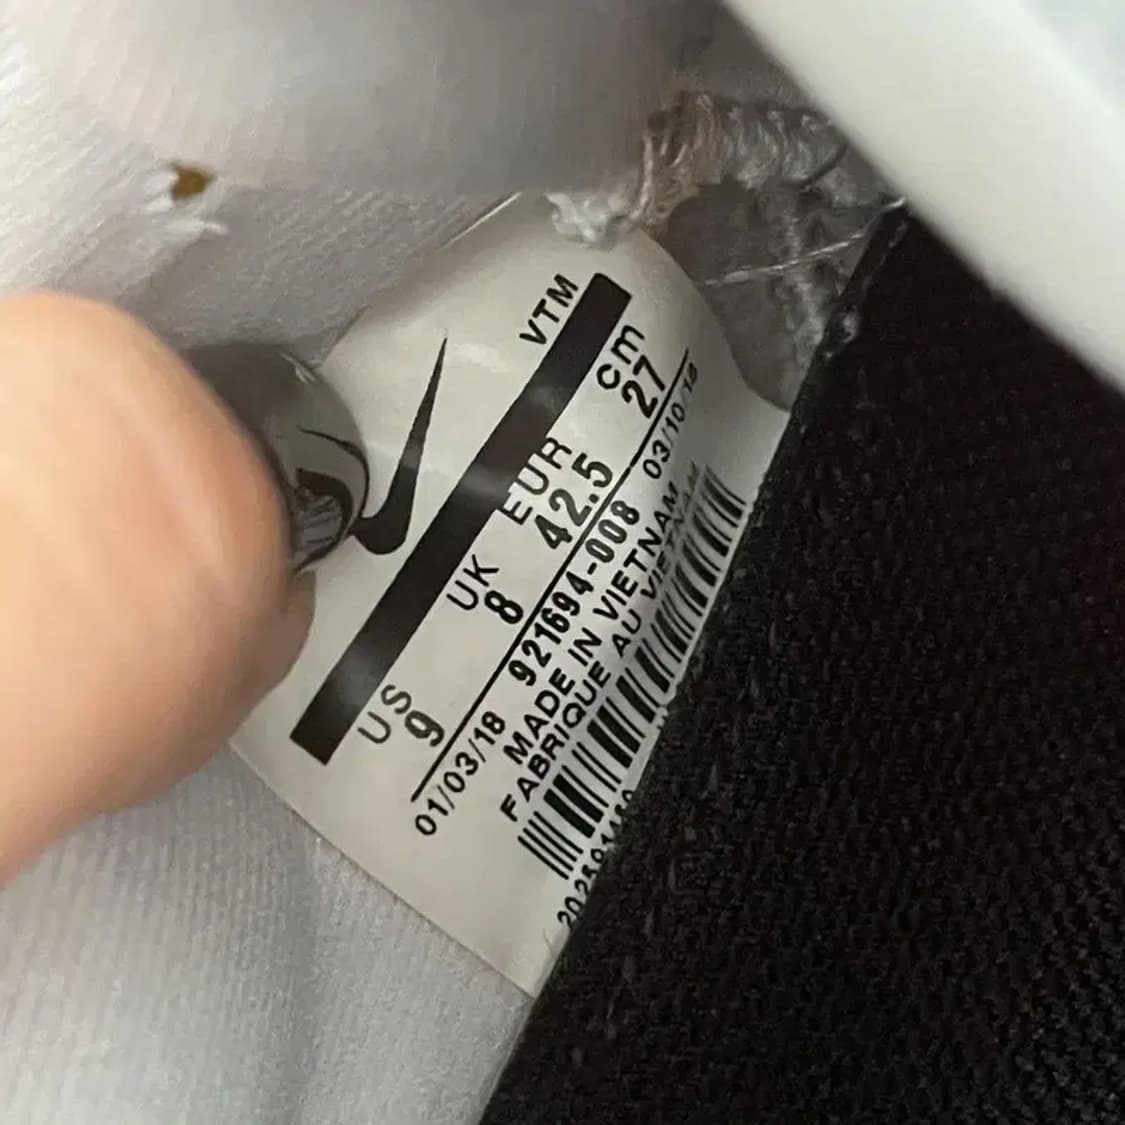 VTM
US UK EUR cm
9 8 42.5 27
01/03/18 921694-008 03/10/18
MADE IN VIETNAM
FABRIQUE AU VIETNAM